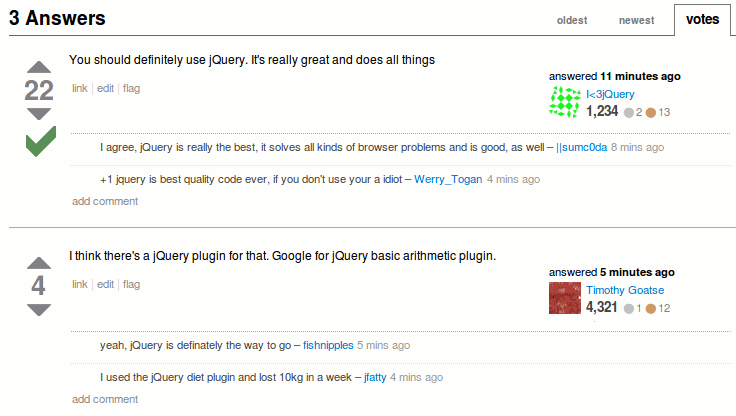 3 Answers
oldest newest votes
You should definitely use jQuery. It's really great and does all things
22
link | edit | flag
answered 11 minutes ago
I<3jQuery
1,234 2 13
I agree, jQuery is really the best, it solves all kinds of browser problems and is good, as well – ||sumc0da 8 mins ago
+1 jquery is best quality code ever, if you don't use your a idiot – Werry_Togan 4 mins ago
add comment
I think there's a jQuery plugin for that. Google for jQuery basic arithmetic plugin.
4
link | edit | flag
answered 5 minutes ago
Timothy Goatse
4,321 1 12
yeah, jQuery is definately the way to go – fishnipples 5 mins ago
I used the jQuery diet plugin and lost 10kg in a week – jfatty 4 mins ago
add comment